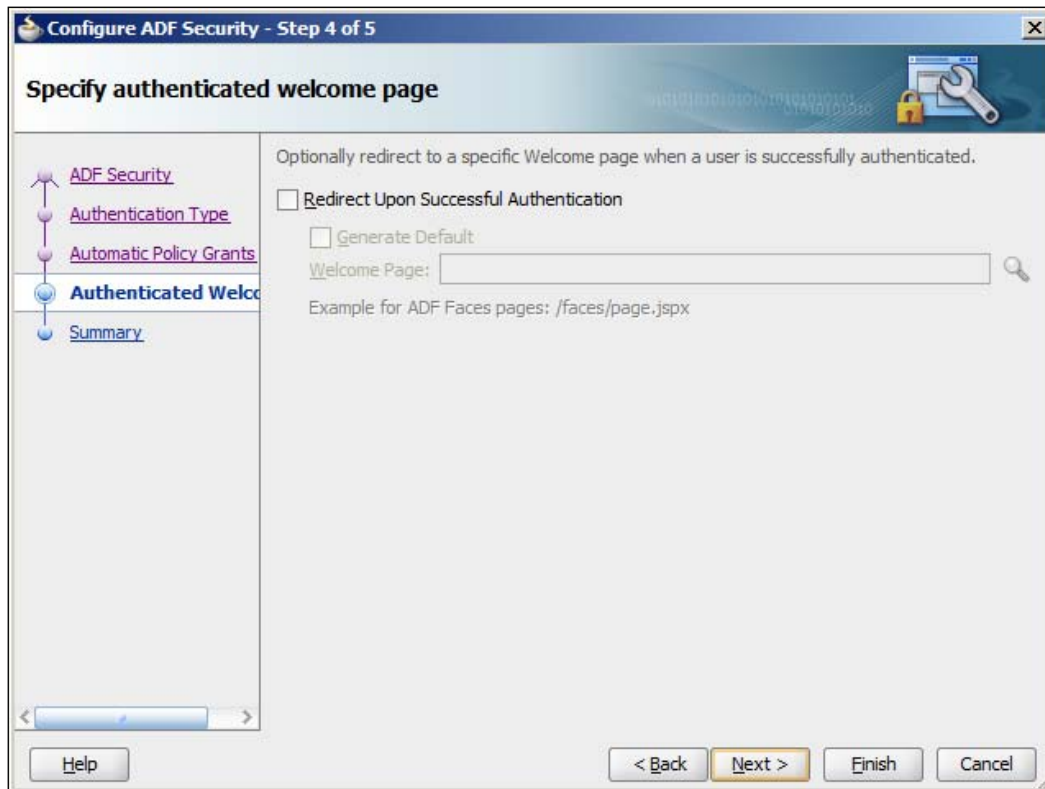 Configure ADF Security - Step 4 of 5
Specify authenticated welcome page
ADF Security
Authentication Type
Automatic Policy Grants
Authenticated Welc
Summary
Optionally redirect to a specific Welcome page when a user is successfully authenticated.
Redirect Upon Successful Authentication
Generate Default
Welcome Page:
Example for ADF Faces pages: /faces/page.jspx
Help
< Back
Next >
Finish
Cancel